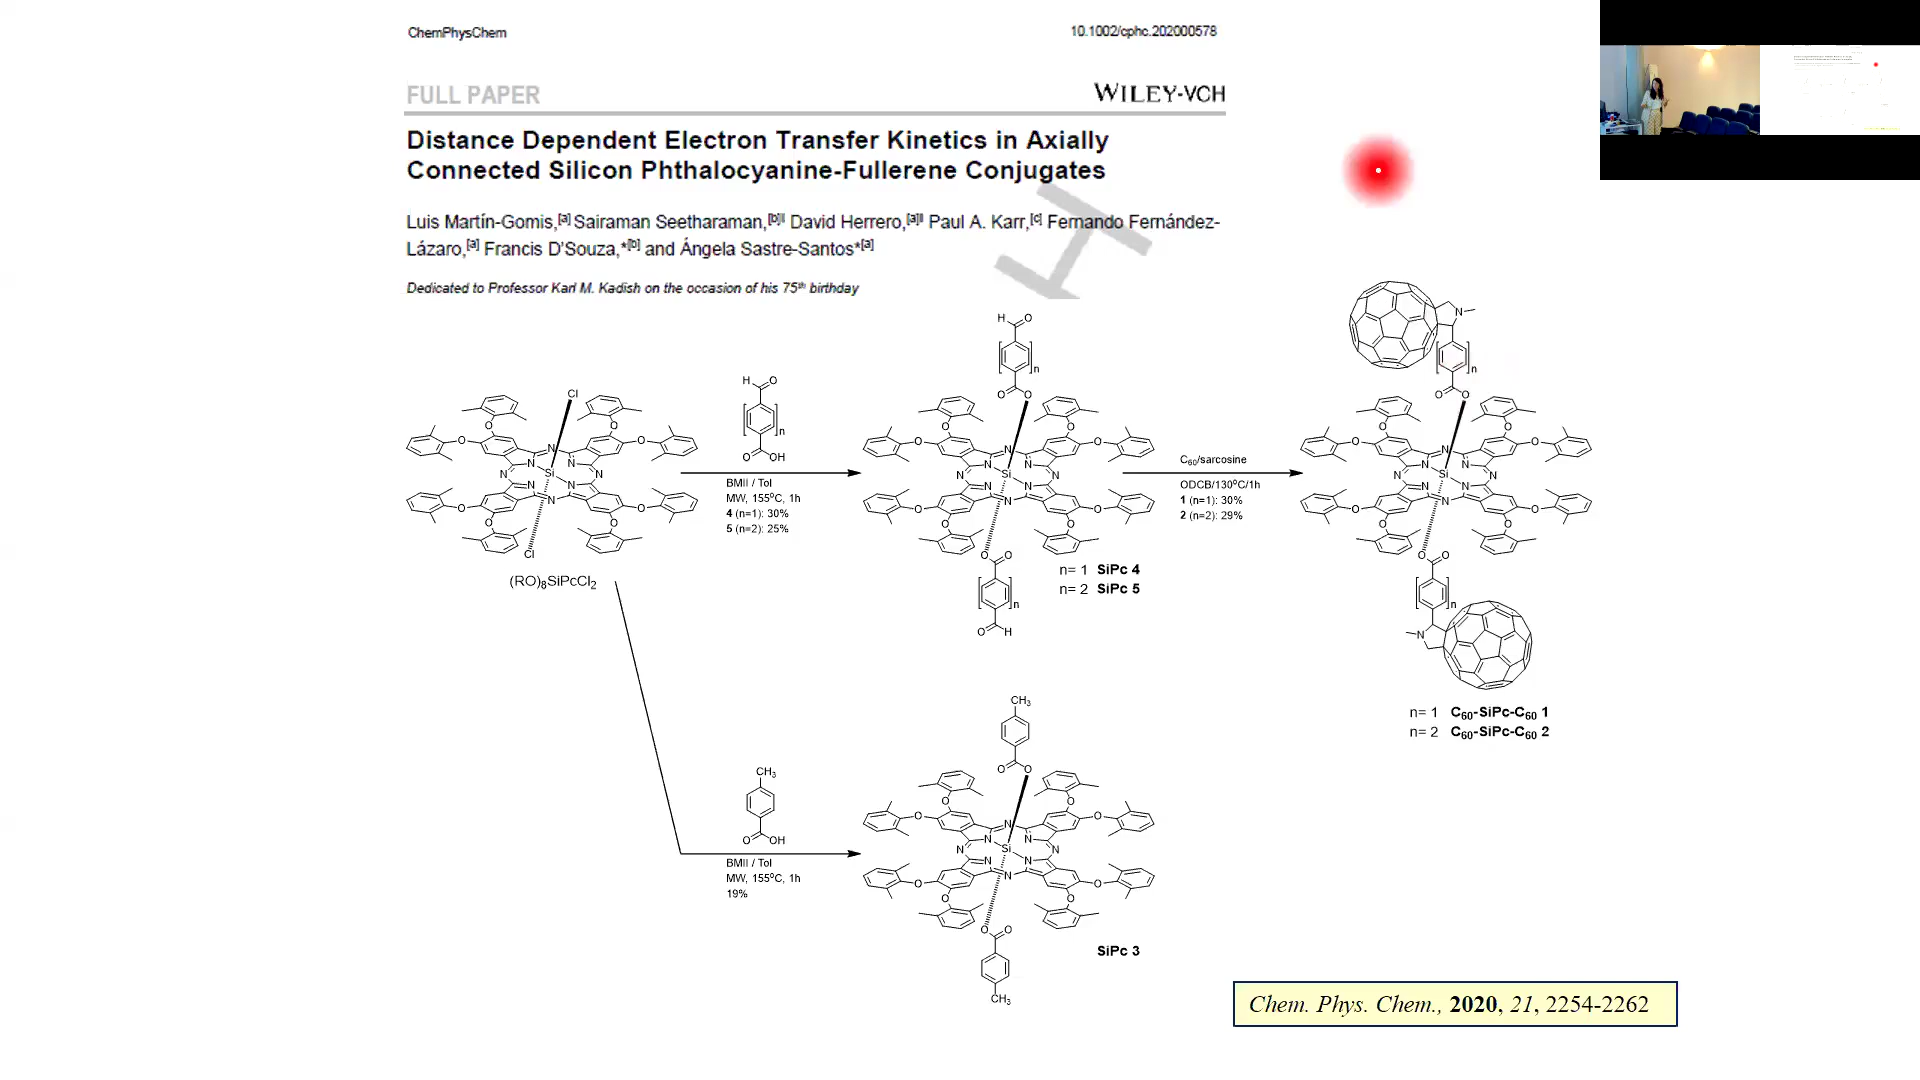 ChemPhysChem
10.1002/cphc.202000578
FULL PAPER
WILEY-VCH
Distance Dependent Electron Transfer Kinetics in Axially
Connected Silicon Phthalocyanine-Fullerene Conjugates
Luis Martín-Gomis,[a] Sairaman Seetharaman,[b]‖ David Herrero,[a]‖ Paul A. Karr,[c] Fernando Fernández-
Lázaro,[a] Francis D'Souza,*[b] and Ángela Sastre-Santos*[a]
Dedicated to Professor Karl M. Kadish on the occasion of his 75th birthday
(RO)8SiPcCl2
BMII / Tol
MW, 155⁰C, 1h
4 (n=1): 30%
5 (n=2): 25%
n= 1 SiPc 4
n= 2 SiPc 5
C60/sarcosine
ODCB/130⁰C/1h
1 (n=1): 30%
2 (n=2): 29%
n= 1 C60-SiPc-C60 1
n= 2 C60-SiPc-C60 2
BMII / Tol
MW, 155⁰C, 1h
19%
SiPc 3
Chem. Phys. Chem., 2020, 21, 2254-2262